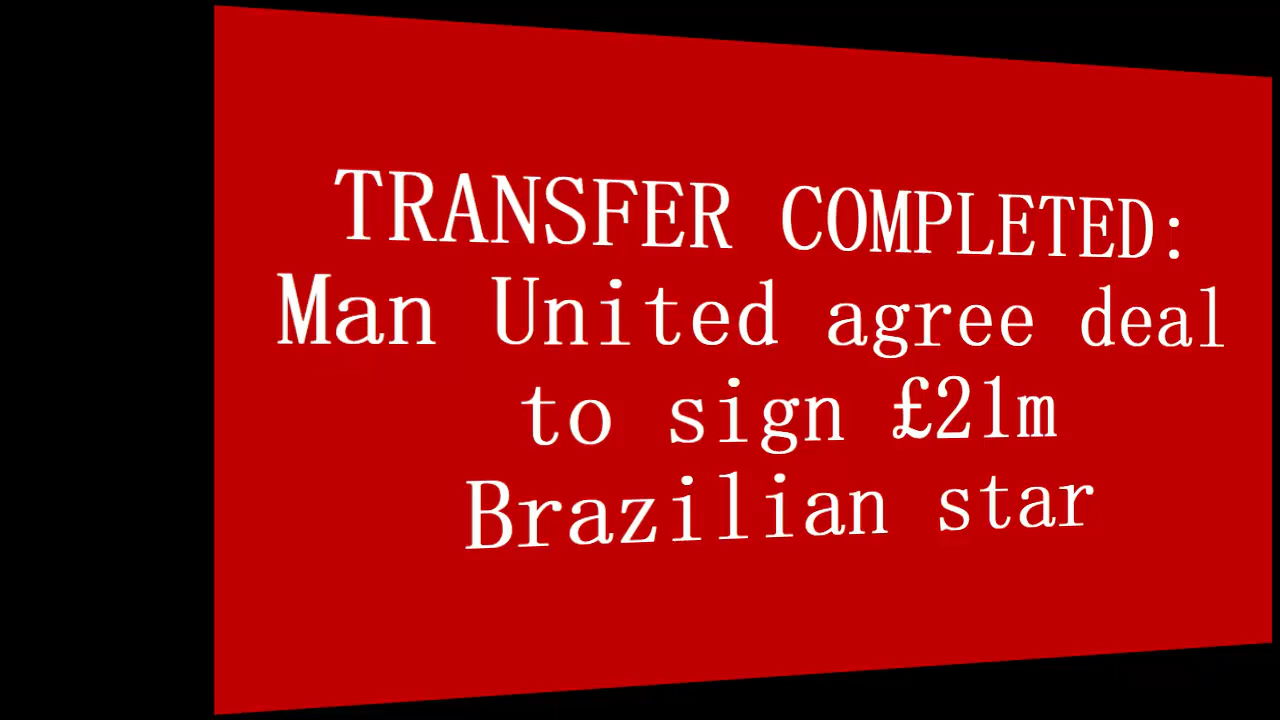 TRANSFER COMPLETED:
Man United agree deal
to sign £21m
Brazilian star